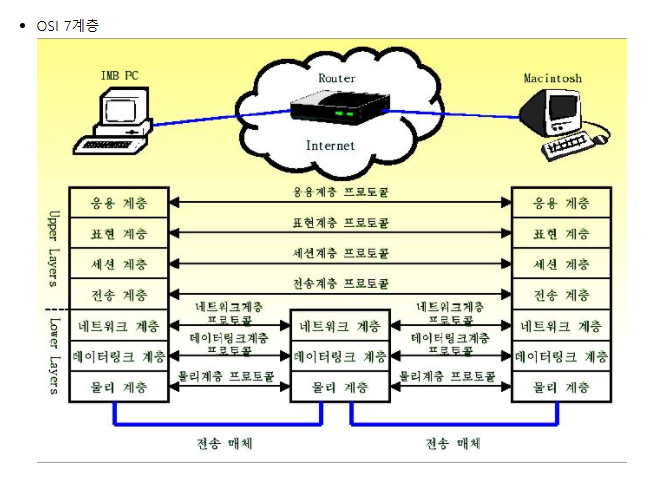 OSI 7계층
IMB PC
Router
Macintosh
Internet
Upper Layers
Lower Layers
응용 계층
응용계층 프로토콜
응용 계층
표현 계층
표현계층 프로토콜
표현 계층
세션 계층
세션계층 프로토콜
세션 계층
전송 계층
전송계층 프로토콜
전송 계층
네트워크 계층
네트워크계층
프로토콜
네트워크 계층
네트워크계층
프로토콜
네트워크 계층
데이터링크 계층
데이터링크계층
프로토콜
데이터링크 계층
데이터링크계층
프로토콜
데이터링크 계층
물리 계층
물리계층 프로토콜
물리 계층
물리계층 프로토콜
물리 계층
전송 매체
전송 매체